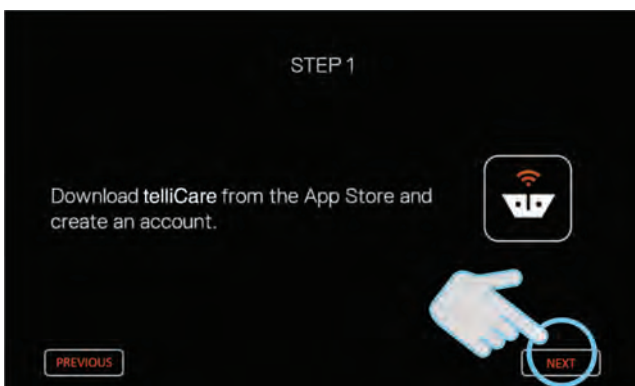 STEP 1
Download telliCare from the App Store and
create an account.
PREVIOUS
NEXT